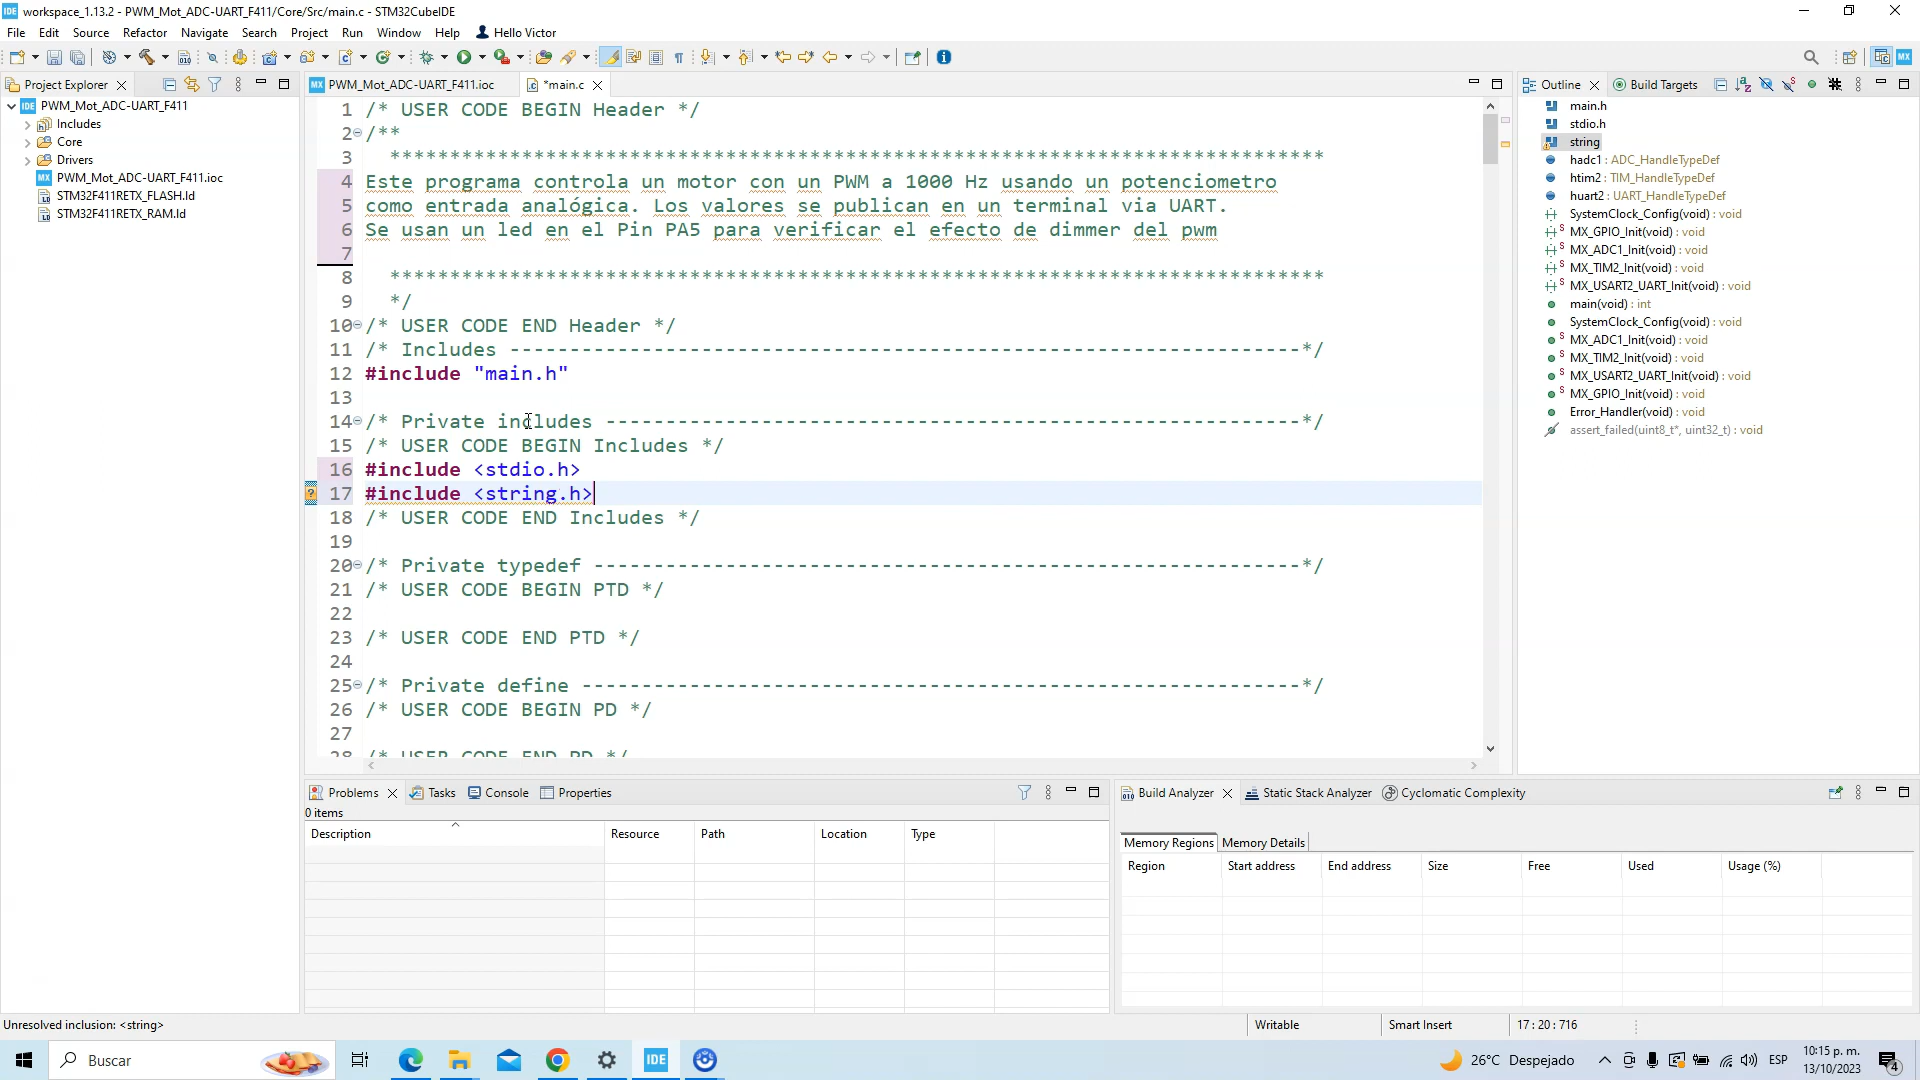 workspace_1.13.2 - PWM_Mot_ADC-UART_F411/Core/Src/main.c - STM32CubeIDE
File Edit Source Refactor Navigate Search Project Run Window Help Hello Victor
Project Explorer
PWM_Mot_ADC-UART_F411
Includes
Core
Drivers
PWM_Mot_ADC-UART_F411.ioc
STM32F411RETX_FLASH.ld
STM32F411RETX_RAM.ld
PWM_Mot_ADC-UART_F411.ioc *main.c
1 /* USER CODE BEGIN Header */
2 /**
3 ******************************************************************************
4 Este programa controla un motor con un PWM a 1000 Hz usando un potenciometro
5 como entrada analógica. Los valores se publican en un terminal via UART.
6 Se usan un led en el Pin PA5 para verificar el efecto de dimmer del pwm
7
8 ******************************************************************************
9 */
10 /* USER CODE END Header */
11 /* Includes ------------------------------------------------------------------*/
12 #include "main.h"
13
14 /* Private includes ----------------------------------------------------------*/
15 /* USER CODE BEGIN Includes */
16 #include <stdio.h>
17 #include <string.h>
18 /* USER CODE END Includes */
19
20 /* Private typedef -----------------------------------------------------------*/
21 /* USER CODE BEGIN PTD */
22
23 /* USER CODE END PTD */
24
25 /* Private define ------------------------------------------------------------*/
26 /* USER CODE BEGIN PD */
27
28 /* USER CODE END PD */
Outline Build Targets
main.h
stdio.h
string
hadc1 : ADC_HandleTypeDef
htim2 : TIM_HandleTypeDef
huart2 : UART_HandleTypeDef
SystemClock_Config(void) : void
MX_GPIO_Init(void) : void
MX_ADC1_Init(void) : void
MX_TIM2_Init(void) : void
MX_USART2_UART_Init(void) : void
main(void) : int
SystemClock_Config(void) : void
MX_ADC1_Init(void) : void
MX_TIM2_Init(void) : void
MX_USART2_UART_Init(void) : void
MX_GPIO_Init(void) : void
Error_Handler(void) : void
assert_failed(uint8_t*, uint32_t) : void
Problems Tasks Console Properties
0 items
Description Resource Path Location Type
Build Analyzer Static Stack Analyzer Cyclomatic Complexity
Memory Regions Memory Details
Region Start address End address Size Free Used Usage (%)
Unresolved inclusion: <string> Writable Smart Insert 17 : 20 : 716
Buscar IDE 26°C Despejado ESP 10:15 p. m.
13/10/2023 4